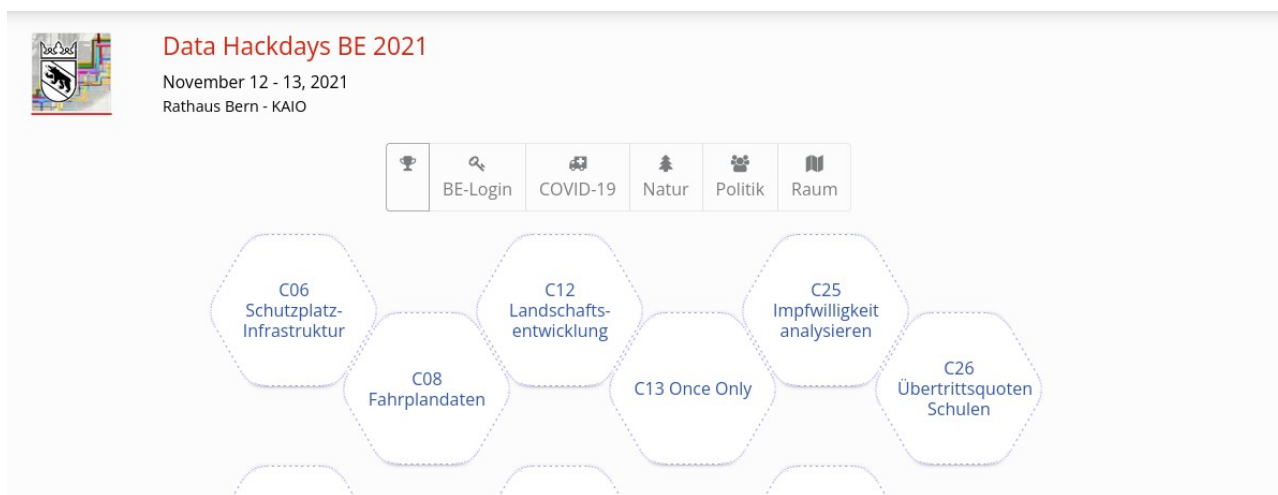 Data Hackdays BE 2021
November 12 - 13, 2021
Rathaus Bern - KAIO
BE-Login
COVID-19
Natur
Politik
Raum
C06
Schutzplatz-
Infrastruktur
C08
Fahrplandaten
C12
Landschafts-
entwicklung
C13 Once Only
C25
Impfwilligkeit
analysieren
C26
Übertrittsquoten
Schulen